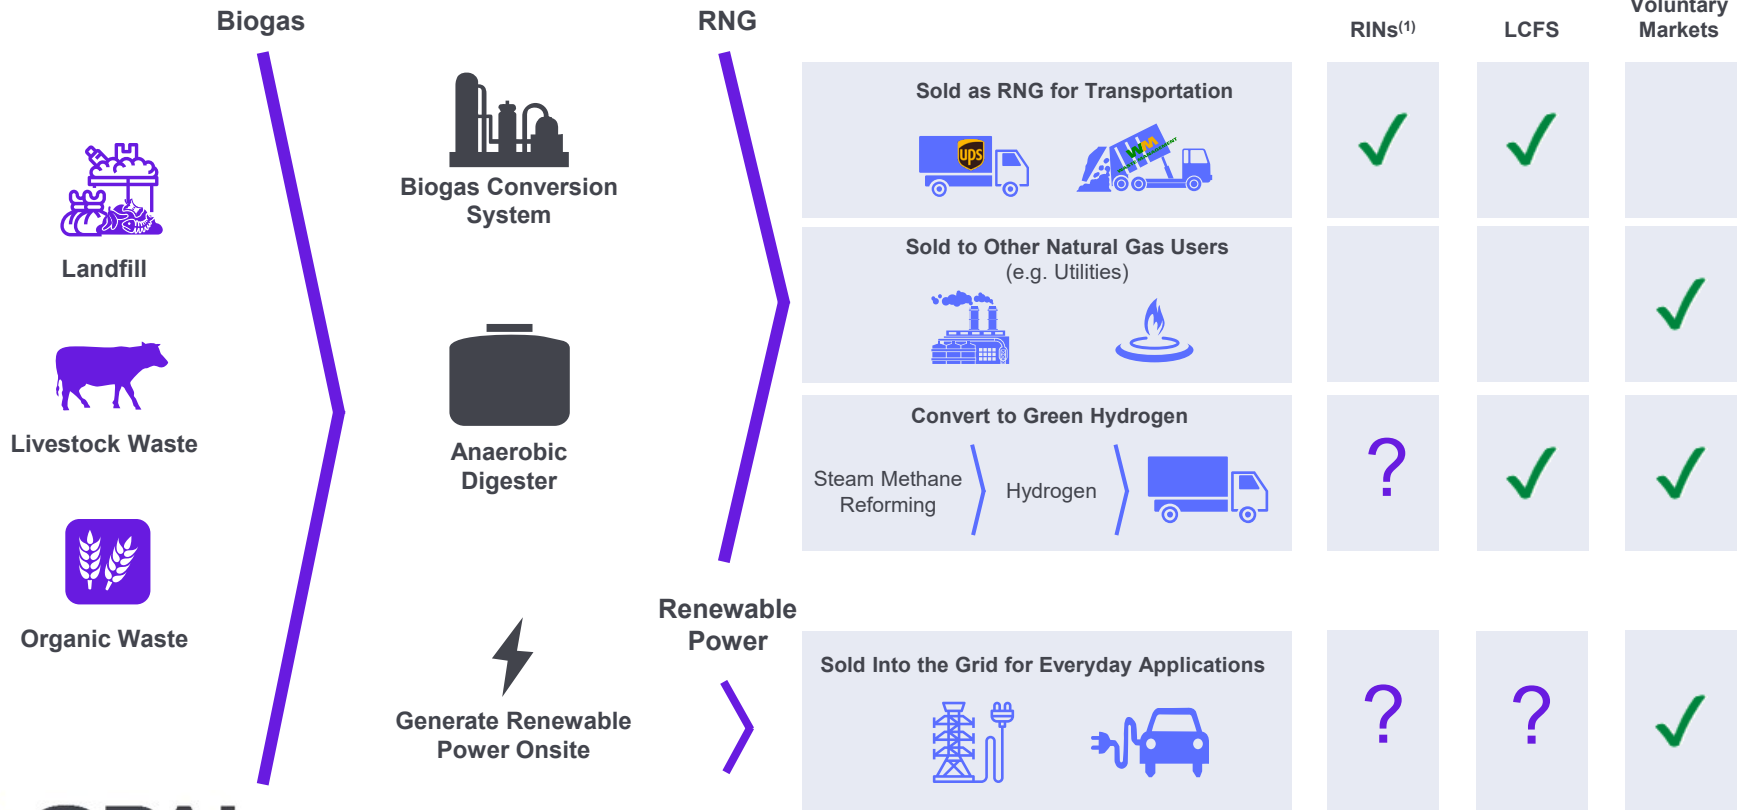 Biogas
RNG
RINs(1)
LCFS
Voluntary
Markets
Landfill
Livestock Waste
Organic Waste
Biogas Conversion
System
Anaerobic
Digester
Generate Renewable
Power Onsite
Renewable
Power
Sold as RNG for Transportation
ups
WM
Sold to Other Natural Gas Users
(e.g. Utilities)
Convert to Green Hydrogen
Steam Methane
Reforming
Hydrogen
?
Sold Into the Grid for Everyday Applications
?
?